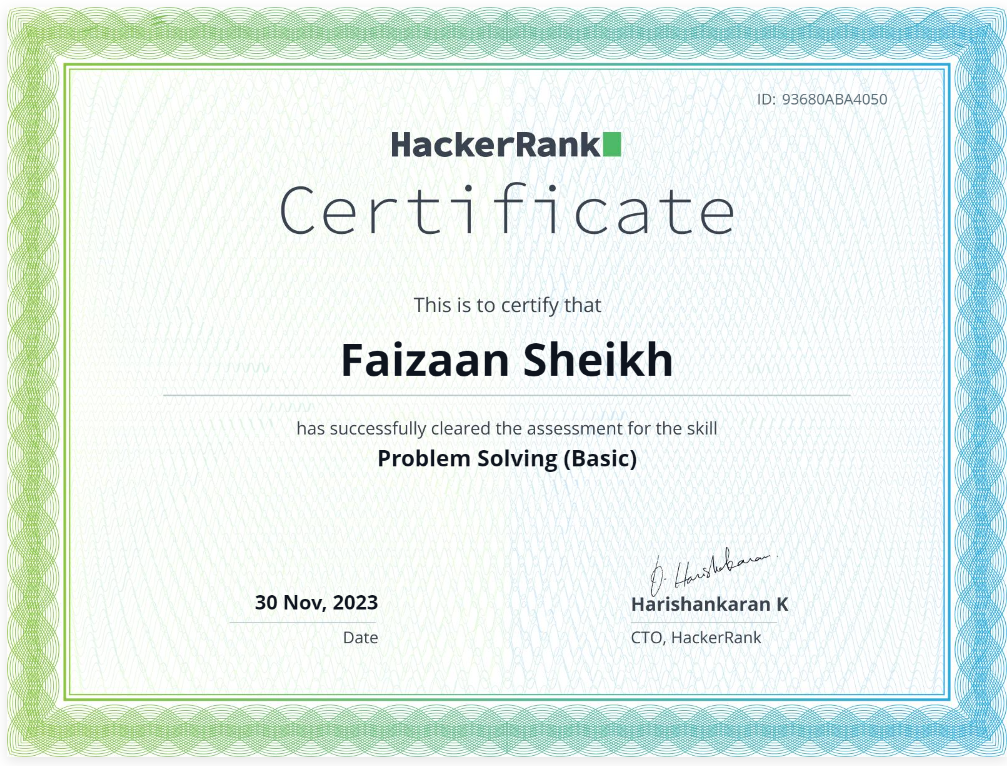 ID: 93680ABA4050
HackerRank
Certificate
This is to certify that
Faizaan Sheikh
has successfully cleared the assessment for the skill
Problem Solving (Basic)
30 Nov, 2023
Date
Harishankaran K
CTO, HackerRank